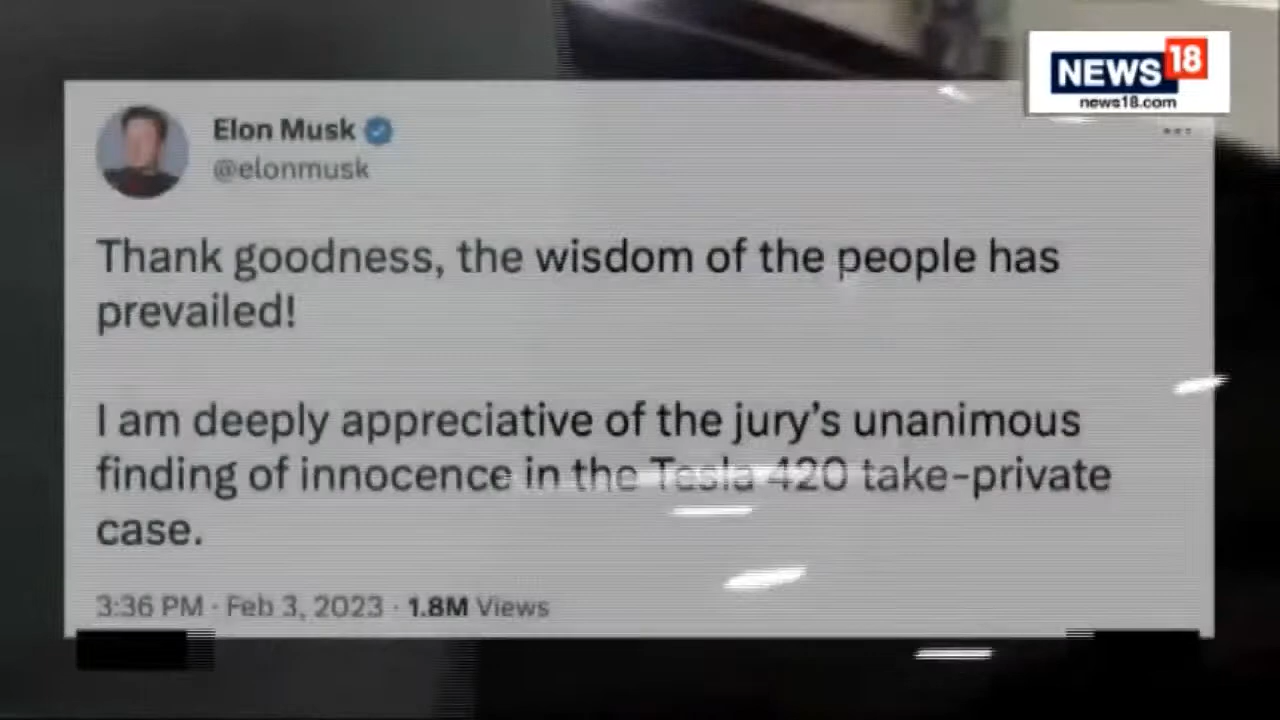 NEWS 18
news18.com
Elon Musk
@elonmusk
Thank goodness, the wisdom of the people has
prevailed!
I am deeply appreciative of the jury’s unanimous
finding of innocence in the Tesla 420 take-private
case.
3:36 PM · Feb 3, 2023 · 1.8M Views